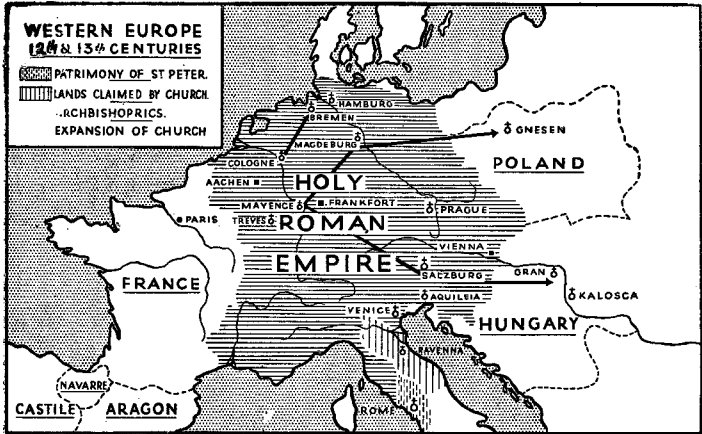 WESTERN EUROPE
12th & 13th CENTURIES
PATRIMONY OF ST PETER.
LANDS CLAIMED BY CHURCH.
RCHBISHOPRICS.
EXPANSION OF CHURCH
HAMBURG
BREMEN
MAGDEBURG
GNESEN
POLAND
COLOGNE
AACHEN
HOLY
MAYENCE
FRANKFORT
PRAGUE
TREVES
PARIS
ROMAN
VIENNA
EMPIRE
SALZBURG
GRAN
FRANCE
AQUILEIA
KALOSCA
VENICE
HUNGARY
RAVENNA
NAVARRE
CASTILE
ARAGON
ROME